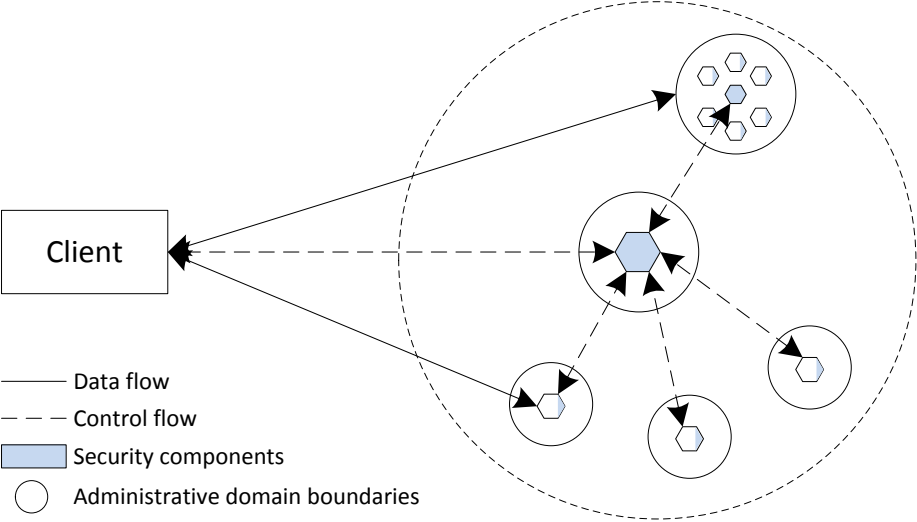 Client
Data flow
Control flow
Security components
Administrative domain boundaries